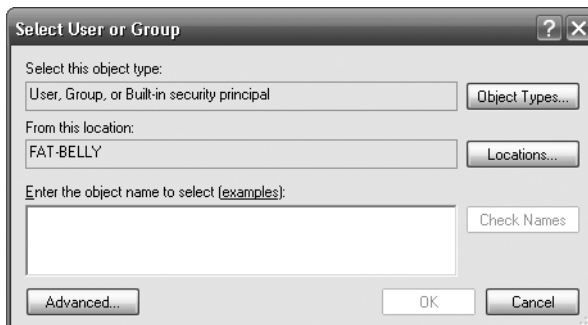 Select User or Group
Select this object type:
User, Group, or Built-in security principal
Object Types...
From this location:
FAT-BELLY
Locations...
Enter the object name to select (examples):
Check Names
Advanced...
OK
Cancel